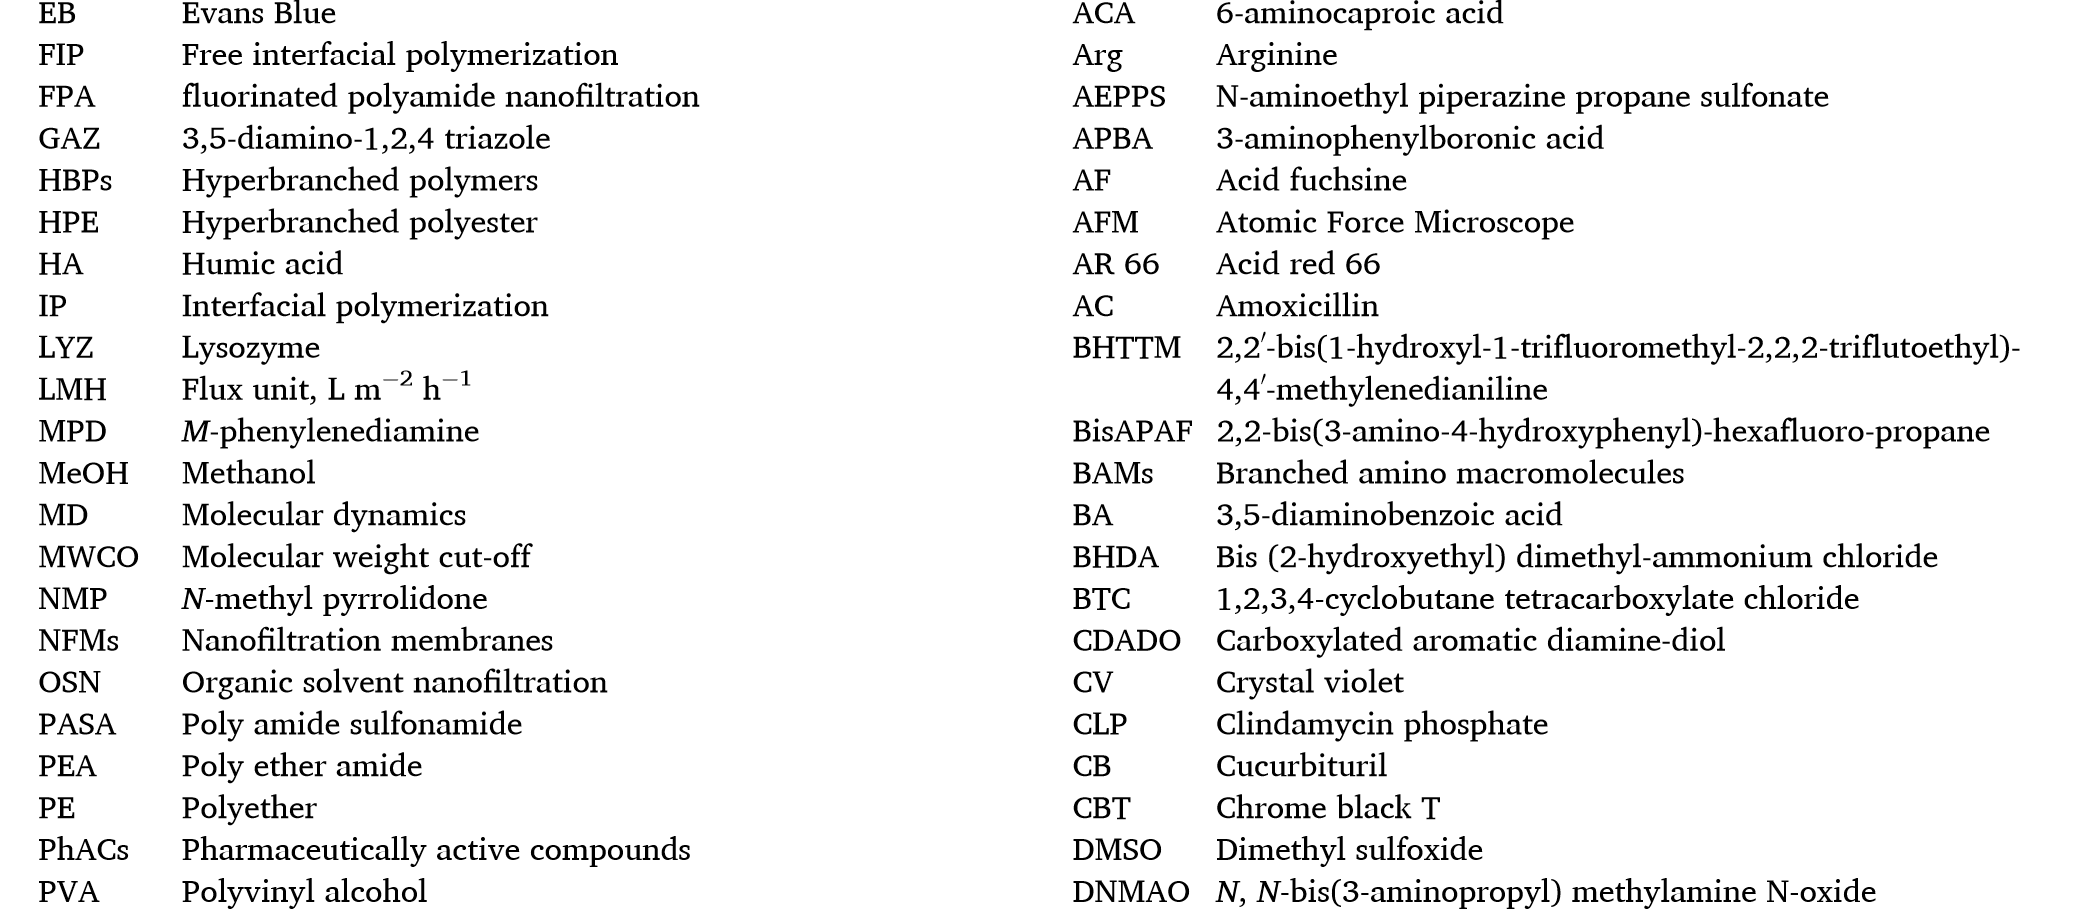 EB Evans Blue
FIP Free interfacial polymerization
FPA fluorinated polyamide nanofiltration
GAZ 3,5-diamino-1,2,4 triazole
HBPs Hyperbranched polymers
HPE Hyperbranched polyester
HA Humic acid
IP Interfacial polymerization
LYZ Lysozyme
LMH Flux unit, L m⁻² h⁻¹
MPD M-phenylenediamine
MeOH Methanol
MD Molecular dynamics
MWCO Molecular weight cut-off
NMP N-methyl pyrrolidone
NFMs Nanofiltration membranes
OSN Organic solvent nanofiltration
PASA Poly amide sulfonamide
PEA Poly ether amide
PE Polyether
PhACs Pharmaceutically active compounds
PVA Polyvinyl alcohol
ACA 6-aminocaproic acid
Arg Arginine
AEPPS N-aminoethyl piperazine propane sulfonate
APBA 3-aminophenylboronic acid
AF Acid fuchsine
AFM Atomic Force Microscope
AR 66 Acid red 66
AC Amoxicillin
BHTTM 2,2′-bis(1-hydroxyl-1-trifluoromethyl-2,2,2-triflutoethyl)-
4,4′-methylenedianiline
BisAPAF 2,2-bis(3-amino-4-hydroxyphenyl)-hexafluoro-propane
BAMs Branched amino macromolecules
BA 3,5-diaminobenzoic acid
BHDA Bis (2-hydroxyethyl) dimethyl-ammonium chloride
BTC 1,2,3,4-cyclobutane tetracarboxylate chloride
CDADO Carboxylated aromatic diamine-diol
CV Crystal violet
CLP Clindamycin phosphate
CB Cucurbituril
CBT Chrome black T
DMSO Dimethyl sulfoxide
DNMAO N, N-bis(3-aminopropyl) methylamine N-oxide